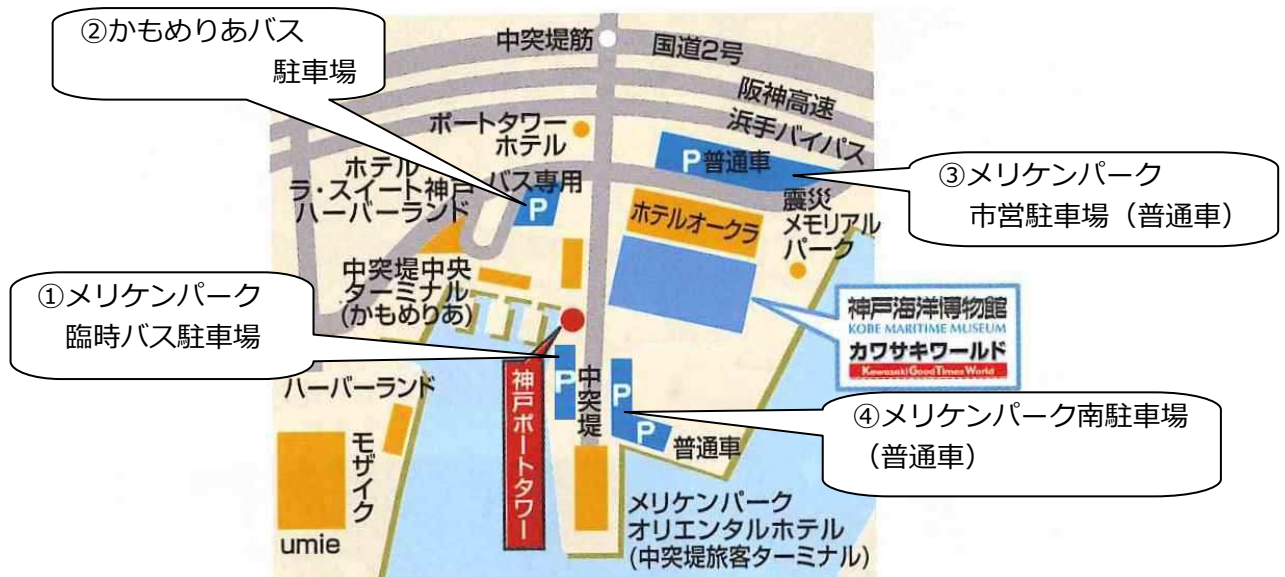 ②かもめりあバス
駐車場
中突堤筋
国道2号
阪神高速
浜手バイパス
ポートタワー
ホテル
P普通車
③メリケンパーク
市営駐車場（普通車）
ホテル
ラ・スイート神戸
ハーバーランド
バス専用
P
ホテルオークラ
震災
メモリアル
パーク
中突堤中央
ターミナル
(かもめりあ)
①メリケンパーク
臨時バス駐車場
神戸海洋博物館
KOBE MARITIME MUSEUM
カワサキワールド
Kawasaki Good Times World
ハーバーランド
P
神戸ポートタワー
中突堤
P
P
普通車
④メリケンパーク南駐車場
（普通車）
モザイク
umie
メリケンパーク
オリエンタルホテル
(中突堤旅客ターミナル)